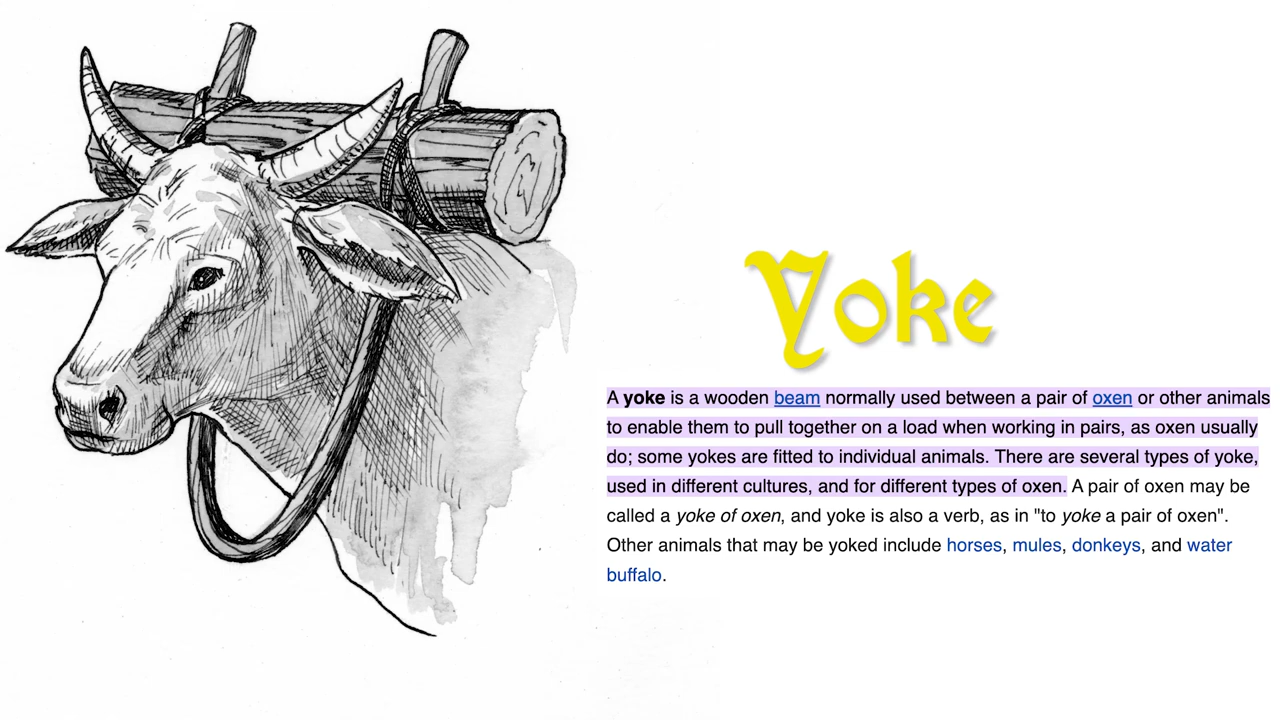 Yoke
A yoke is a wooden beam normally used between a pair of oxen or other animals
to enable them to pull together on a load when working in pairs, as oxen usually
do; some yokes are fitted to individual animals. There are several types of yoke,
used in different cultures, and for different types of oxen. A pair of oxen may be
called a yoke of oxen, and yoke is also a verb, as in "to yoke a pair of oxen".
Other animals that may be yoked include horses, mules, donkeys, and water
buffalo.